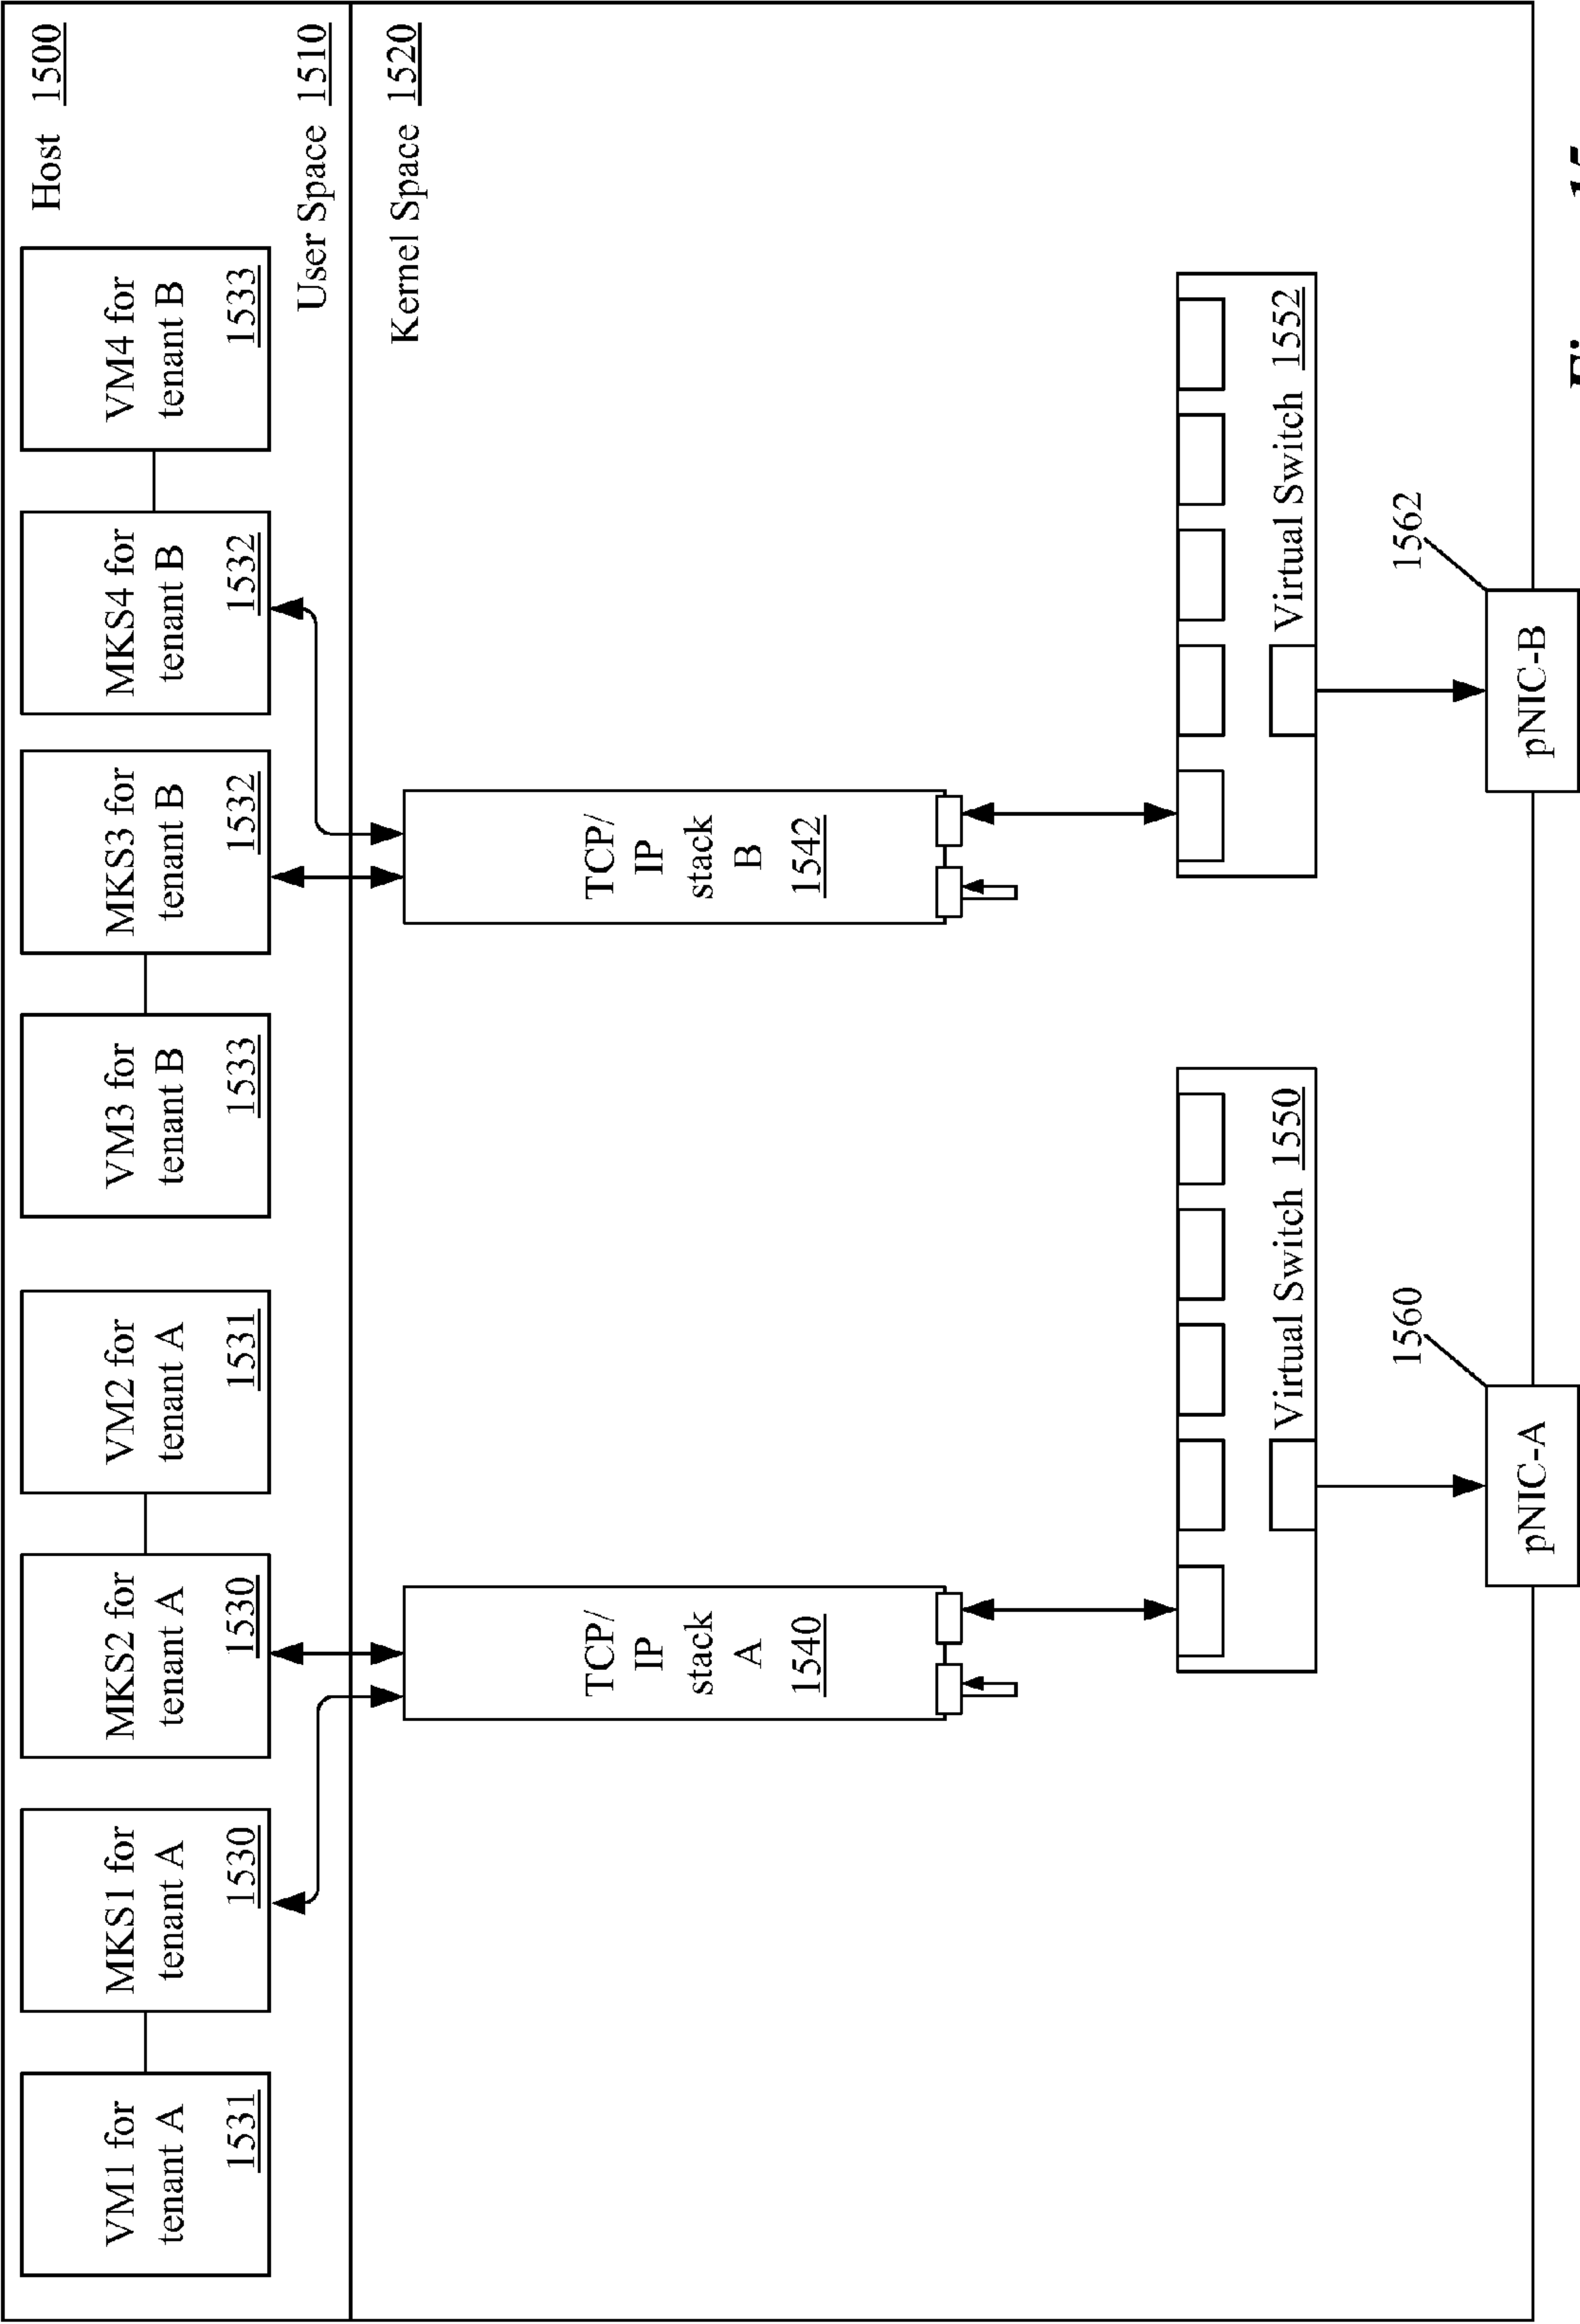 Host 1500
VM1 for
tenant A
1531
MKS1 for
tenant A
1530
MKS2 for
tenant A
1530
VM2 for
tenant A
1531
VM3 for
tenant B
1533
MKS3 for
tenant B
1532
MKS4 for
tenant B
1532
VM4 for
tenant B
1533
User Space 1510
Kernel Space 1520
TCP/
IP
stack
A
1540
TCP/
IP
stack
B
1542
Virtual Switch 1550
Virtual Switch 1552
1560
1562
pNIC-A
pNIC-B